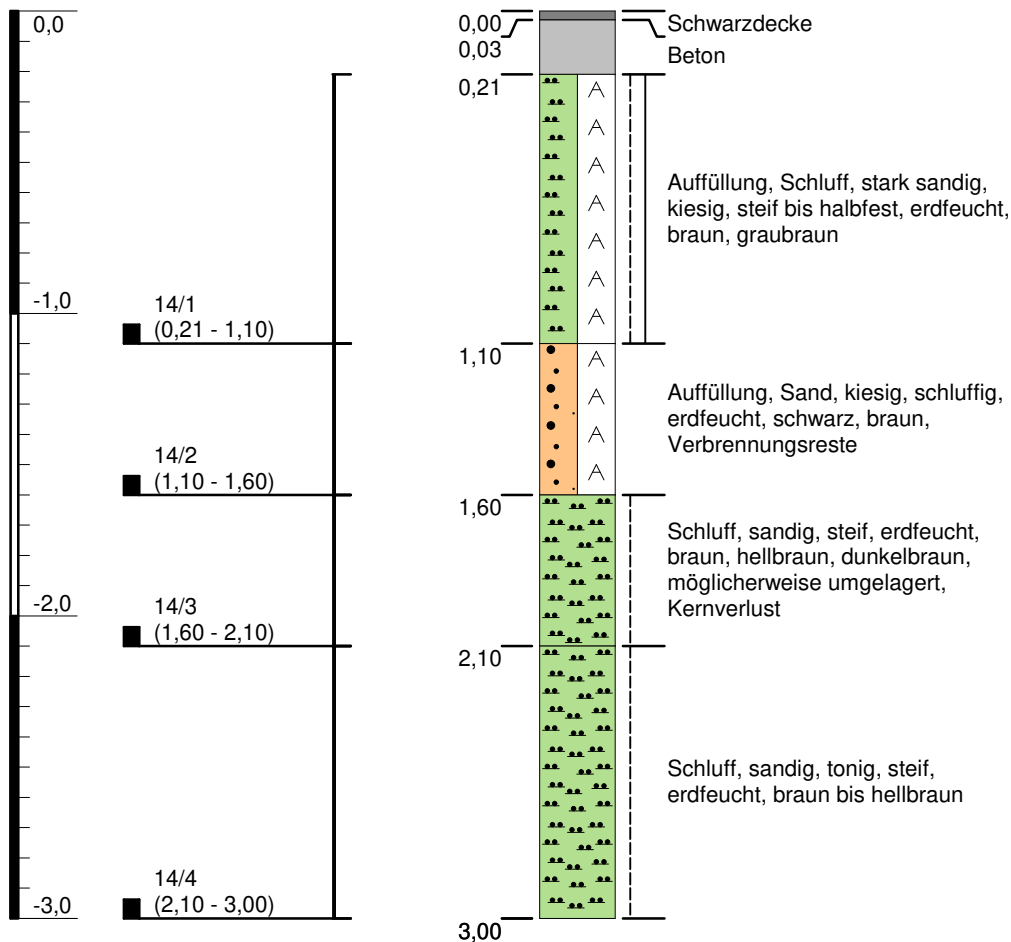 0,0
-1,0
-2,0
-3,0
14/1
(0,21 - 1,10)
14/2
(1,10 - 1,60)
14/3
(1,60 - 2,10)
14/4
(2,10 - 3,00)
0,00
0,03
0,21
1,10
1,60
2,10
3,00
Schwarzdecke
Beton
Auffüllung, Schluff, stark sandig,
kiesig, steif bis halbfest, erdfeucht,
braun, graubraun
Auffüllung, Sand, kiesig, schluffig,
erdfeucht, schwarz, braun,
Verbrennungsreste
Schluff, sandig, steif, erdfeucht,
braun, hellbraun, dunkelbraun,
möglicherweise umgelagert,
Kernverlust
Schluff, sandig, tonig, steif,
erdfeucht, braun bis hellbraun